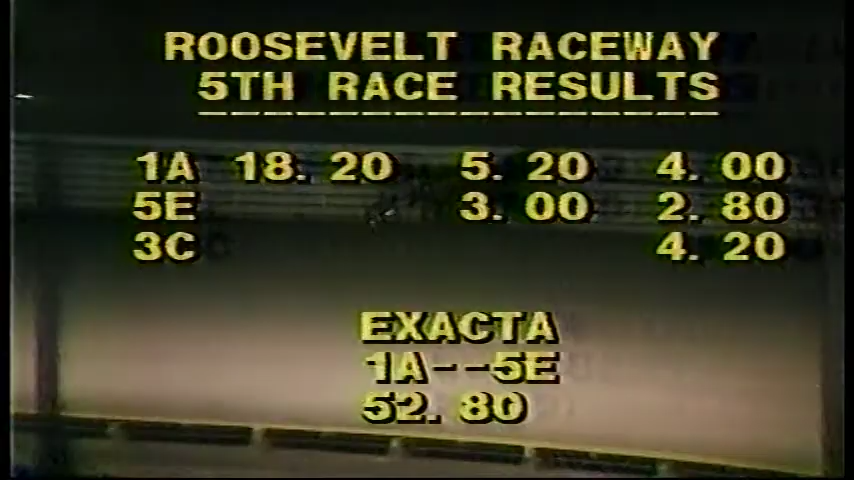 ROOSEVELT RACEWAY
5TH RACE RESULTS
1A 18.20 5.20 4.00
5E 3.00 2.80
3C 4.20
EXACTA
1A--5E
52.80